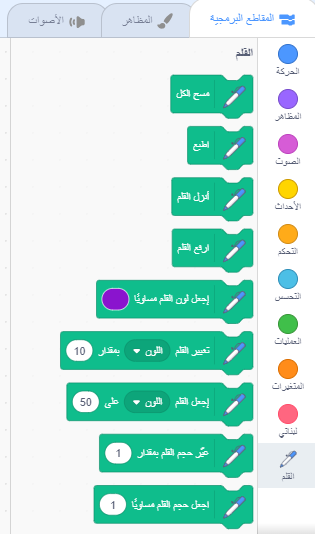 المقاطع البرمجية
المظاهر
الأصوات
الحركة
المظاهر
الصوت
الأحداث
التحكم
التحسس
العمليات
المتغيرات
لبناتي
القلم
القلم
مسح الكل
اطبع
أنزل القلم
ارفع القلم
إجعل لون القلم مساويًا
تغيير القلم اللون بمقدار 10
إجعل القلم اللون على 50
غيّر حجم القلم بمقدار 1
اجعل حجم القلم مساويًا 1